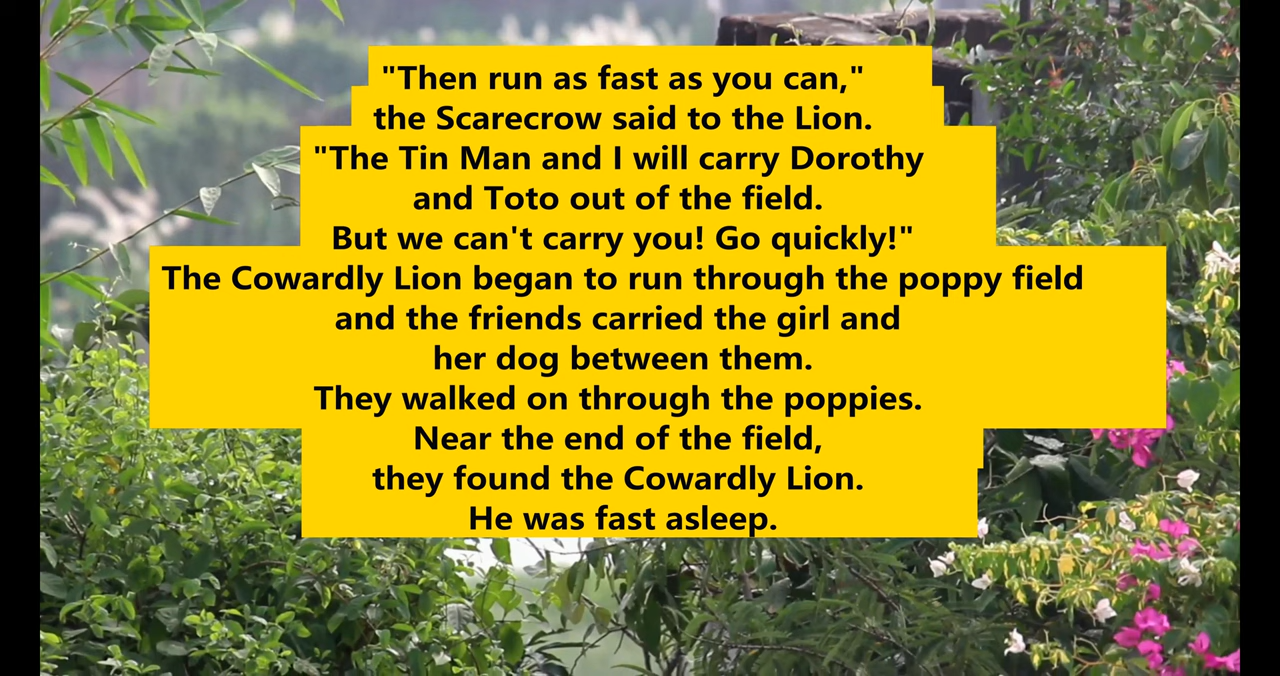 "Then run as fast as you can,"
the Scarecrow said to the Lion.
"The Tin Man and I will carry Dorothy
and Toto out of the field.
But we can't carry you! Go quickly!"
The Cowardly Lion began to run through the poppy field
and the friends carried the girl and
her dog between them.
They walked on through the poppies.
Near the end of the field,
they found the Cowardly Lion.
He was fast asleep.